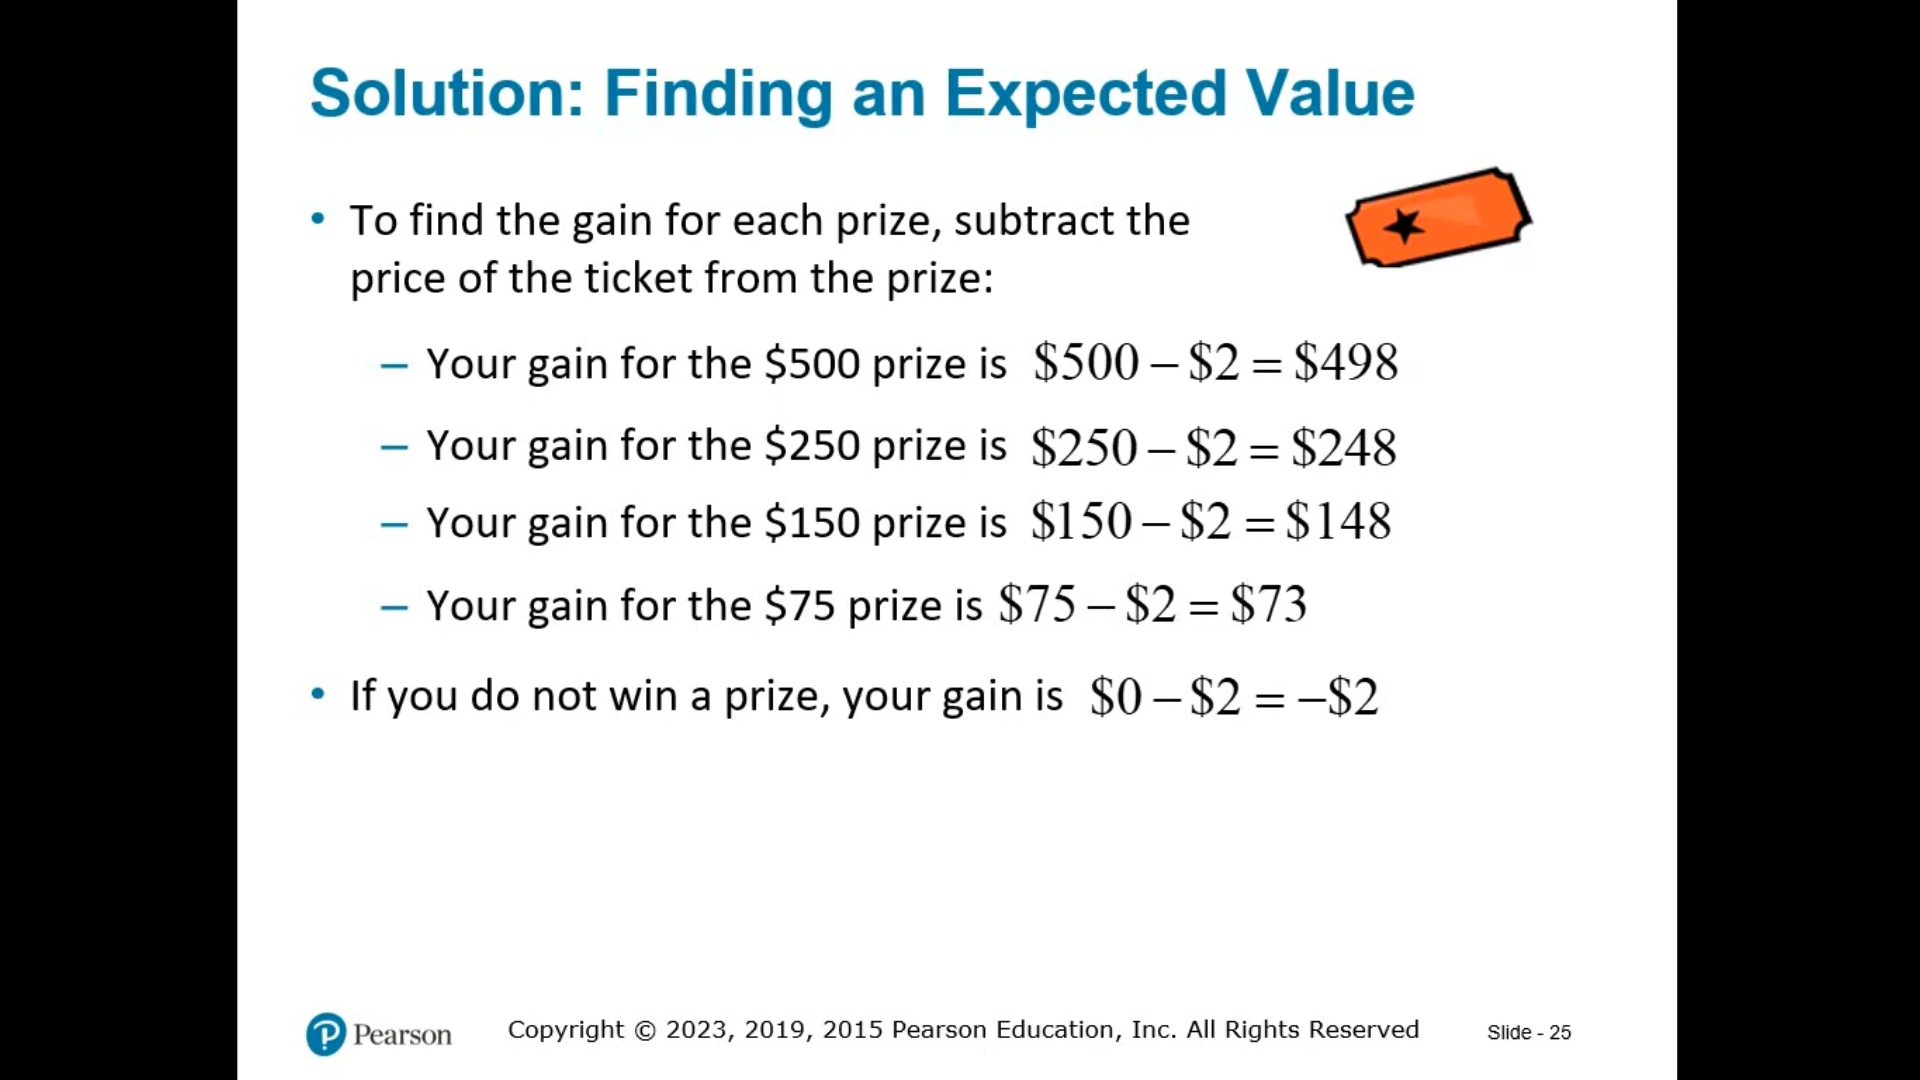 Solution: Finding an Expected Value
• To find the gain for each prize, subtract the
price of the ticket from the prize:
– Your gain for the $500 prize is $500 – $2 = $498
– Your gain for the $250 prize is $250 – $2 = $248
– Your gain for the $150 prize is $150 – $2 = $148
– Your gain for the $75 prize is $75 – $2 = $73
• If you do not win a prize, your gain is $0 – $2 = –$2
Pearson Copyright © 2023, 2019, 2015 Pearson Education, Inc. All Rights Reserved Slide - 25